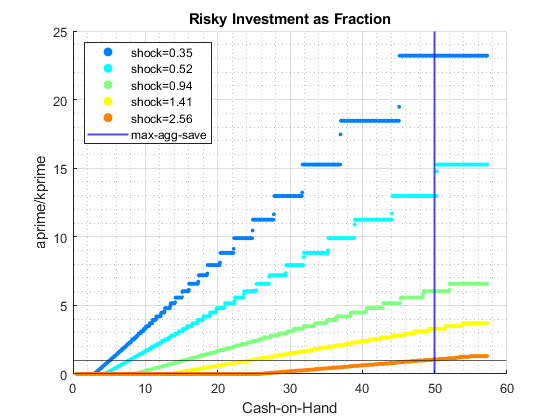 Risky Investment as Fraction
25
20
15
10
5
0
aprime/kprime
shock=0.35
shock=0.52
shock=0.94
shock=1.41
shock=2.56
max-agg-save
0 10 20 30 40 50 60
Cash-on-Hand